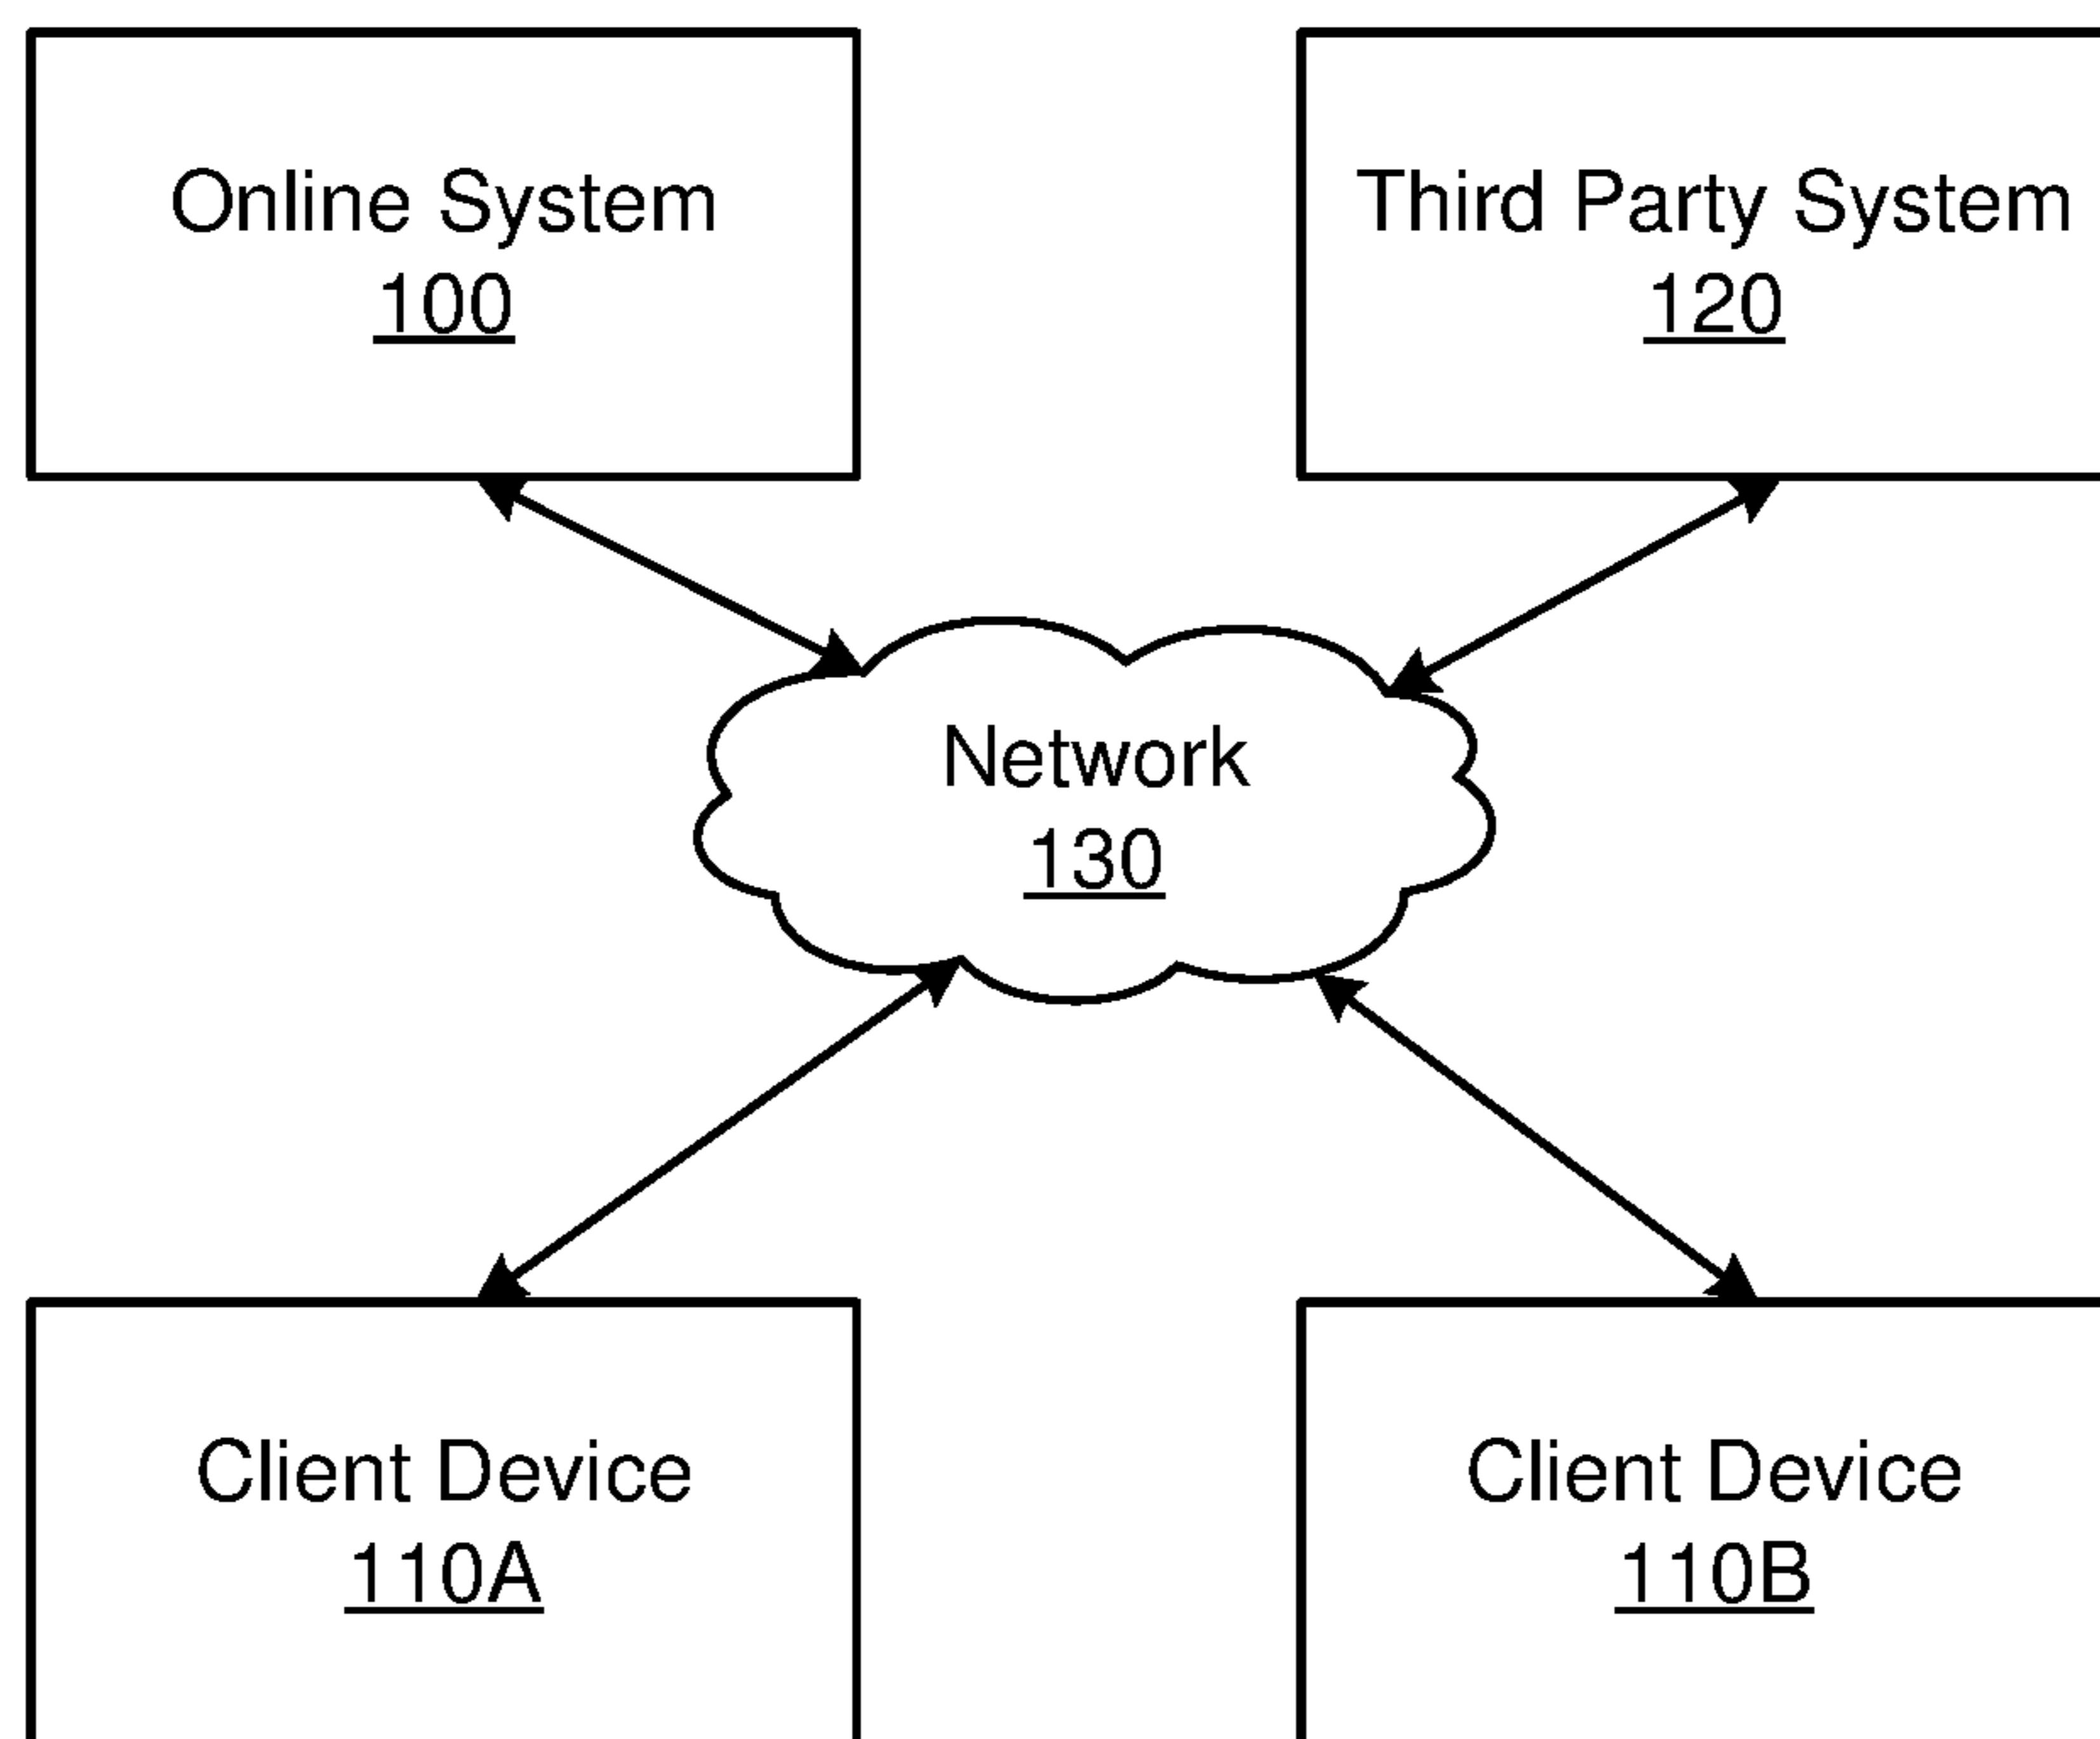 Online System
100
Third Party System
120
Network
130
Client Device
110A
Client Device
110B